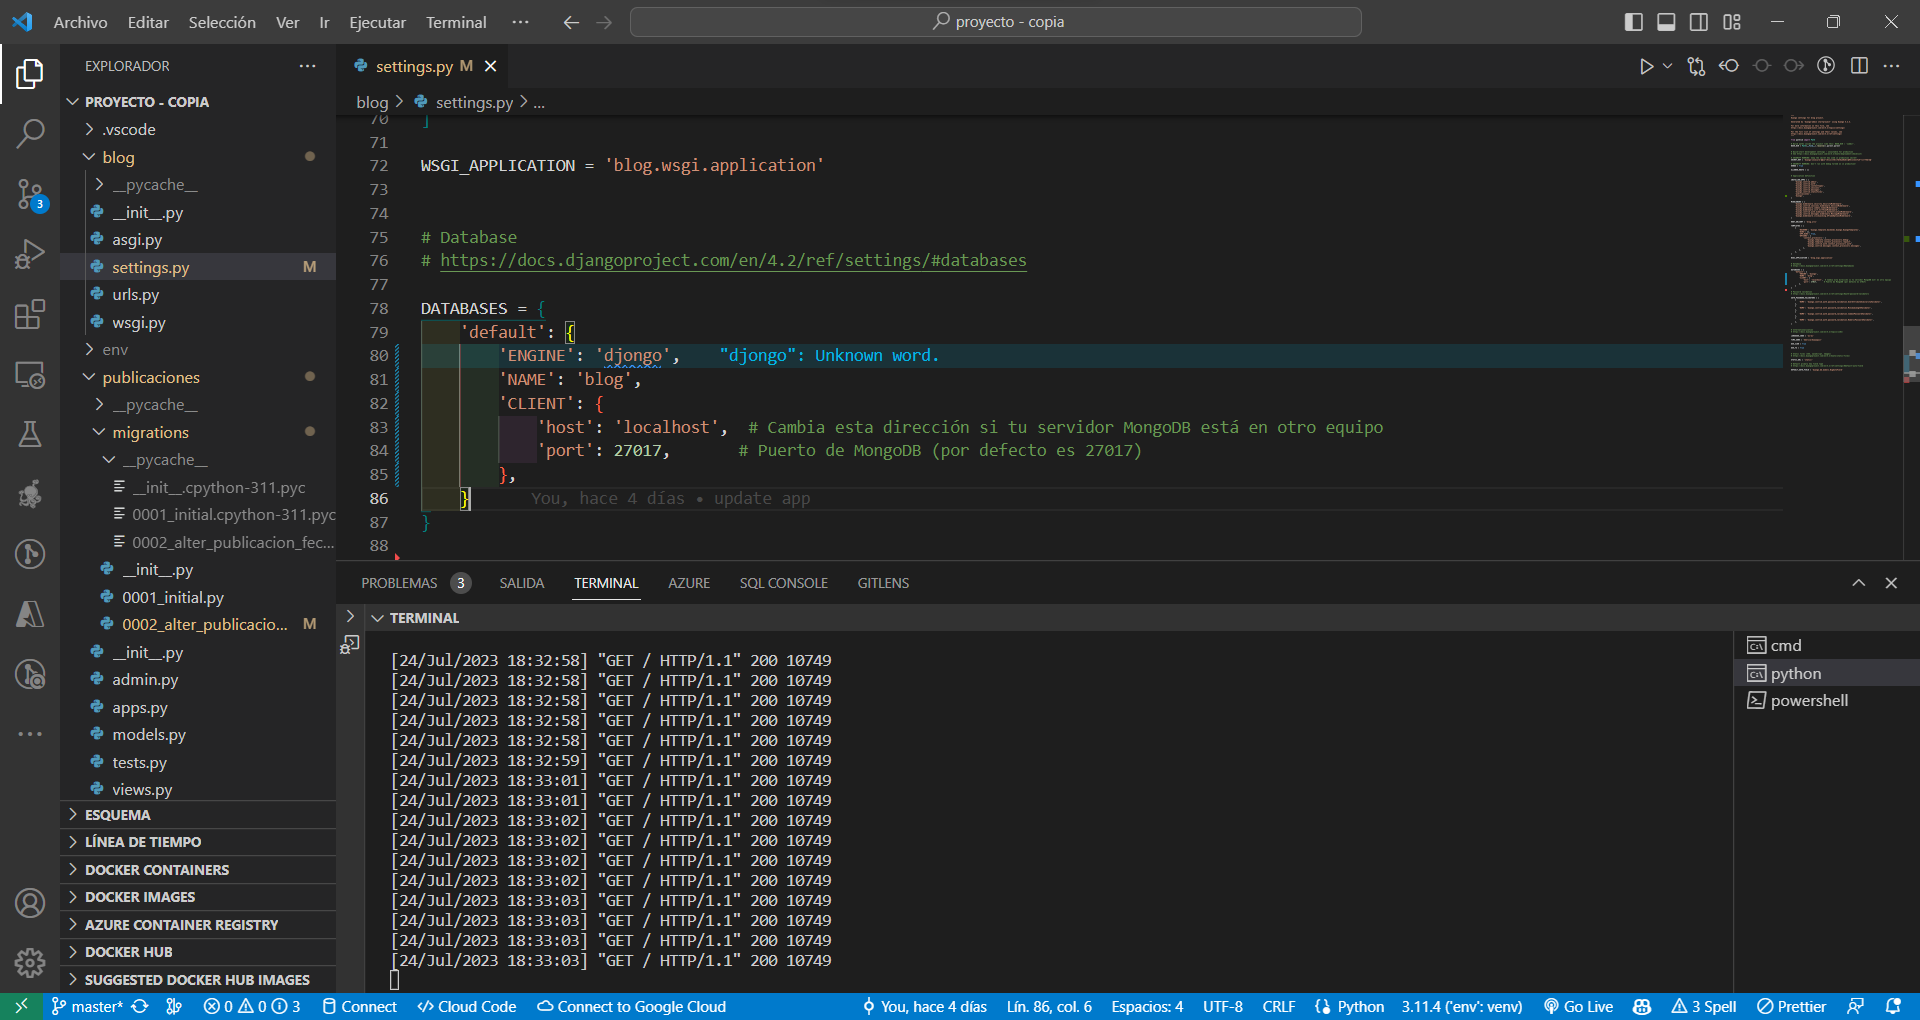 Archivo Editar Selección Ver Ir Ejecutar Terminal ··· proyecto - copia
EXPLORADOR ···
PROYECTO - COPIA
.vscode
blog
__pycache__
__init__.py
asgi.py
settings.py M
urls.py
wsgi.py
env
publicaciones
__pycache__
migrations
__pycache__
__init__.cpython-311.pyc
0001_initial.cpython-311.pyc
0002_alter_publicacion_fec...
__init__.py
0001_initial.py
0002_alter_publicacio... M
__init__.py
admin.py
apps.py
models.py
tests.py
views.py
ESQUEMA
LÍNEA DE TIEMPO
DOCKER CONTAINERS
DOCKER IMAGES
AZURE CONTAINER REGISTRY
DOCKER HUB
SUGGESTED DOCKER HUB IMAGES
3
settings.py M
blog > settings.py > ...
70 ]
71
72 WSGI_APPLICATION = 'blog.wsgi.application'
73
74
75 # Database
76 # https://docs.djangoproject.com/en/4.2/ref/settings/#databases
77
78 DATABASES = {
79 'default': {
80 'ENGINE': 'djongo', "djongo": Unknown word.
81 'NAME': 'blog',
82 'CLIENT': {
83 'host': 'localhost', # Cambia esta dirección si tu servidor MongoDB está en otro equipo
84 'port': 27017, # Puerto de MongoDB (por defecto es 27017)
85 },
86 } You, hace 4 días • update app
87 }
88
PROBLEMAS 3 SALIDA TERMINAL AZURE SQL CONSOLE GITLENS
TERMINAL
[24/Jul/2023 18:32:58] "GET / HTTP/1.1" 200 10749
[24/Jul/2023 18:32:58] "GET / HTTP/1.1" 200 10749
[24/Jul/2023 18:32:58] "GET / HTTP/1.1" 200 10749
[24/Jul/2023 18:32:58] "GET / HTTP/1.1" 200 10749
[24/Jul/2023 18:32:58] "GET / HTTP/1.1" 200 10749
[24/Jul/2023 18:32:59] "GET / HTTP/1.1" 200 10749
[24/Jul/2023 18:33:01] "GET / HTTP/1.1" 200 10749
[24/Jul/2023 18:33:01] "GET / HTTP/1.1" 200 10749
[24/Jul/2023 18:33:02] "GET / HTTP/1.1" 200 10749
[24/Jul/2023 18:33:02] "GET / HTTP/1.1" 200 10749
[24/Jul/2023 18:33:02] "GET / HTTP/1.1" 200 10749
[24/Jul/2023 18:33:02] "GET / HTTP/1.1" 200 10749
[24/Jul/2023 18:33:03] "GET / HTTP/1.1" 200 10749
[24/Jul/2023 18:33:03] "GET / HTTP/1.1" 200 10749
[24/Jul/2023 18:33:03] "GET / HTTP/1.1" 200 10749
[24/Jul/2023 18:33:03] "GET / HTTP/1.1" 200 10749
cmd
python
powershell
master* 0 0 3 Connect Cloud Code Connect to Google Cloud You, hace 4 días Lín. 86, col. 6 Espacios: 4 UTF-8 CRLF Python 3.11.4 ('env': venv) Go Live 3 Spell Prettier